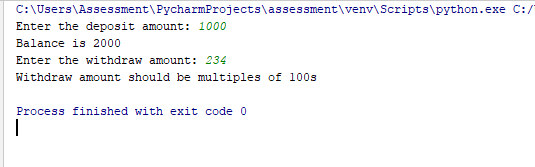 C:\Users\Assessment\PycharmProjects\assessment\venv\Scripts\python.exe C:/
Enter the deposit amount: 1000
Balance is 2000
Enter the withdraw amount: 234
Withdraw amount should be multiples of 100s
Process finished with exit code 0